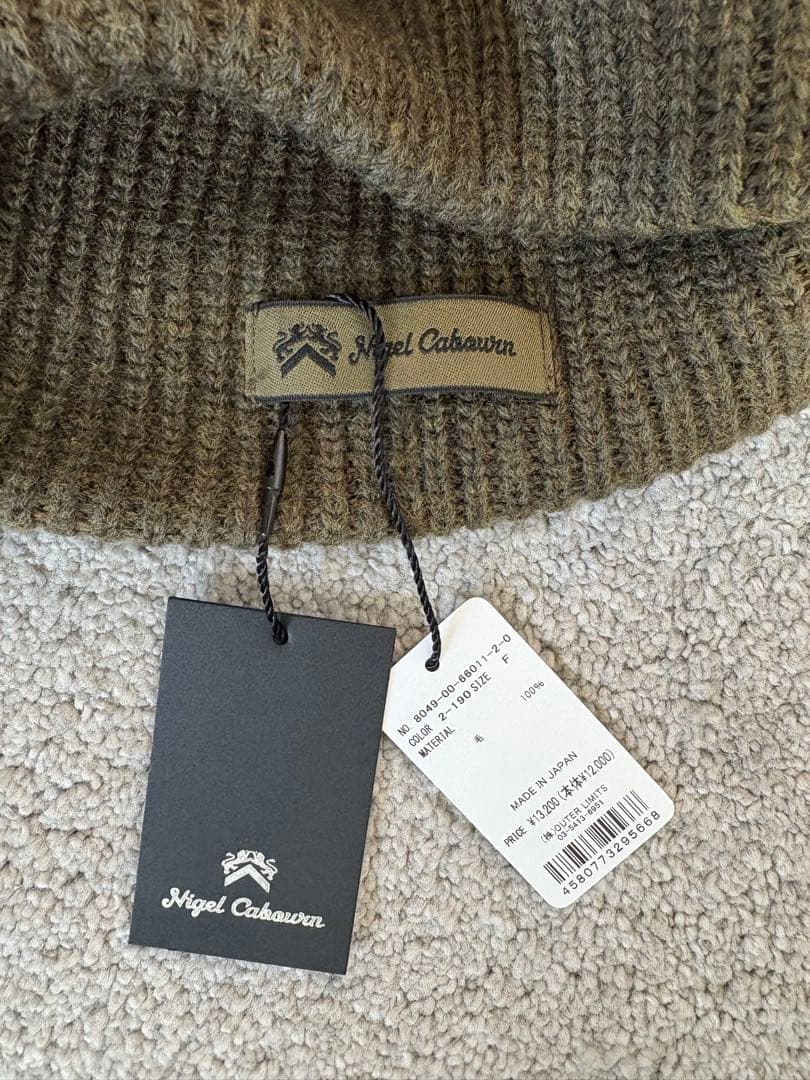 Nigel Cabourn
Nigel Cabourn
NO. 8049-00-66011-2-0
COLOR 2-190 SIZE F
MATERIAL
毛 100%
MADE IN JAPAN
PRICE ¥13,200 (本体¥12,000)
(株)OUTER LIMITS
03-5413-6951
4580773295668